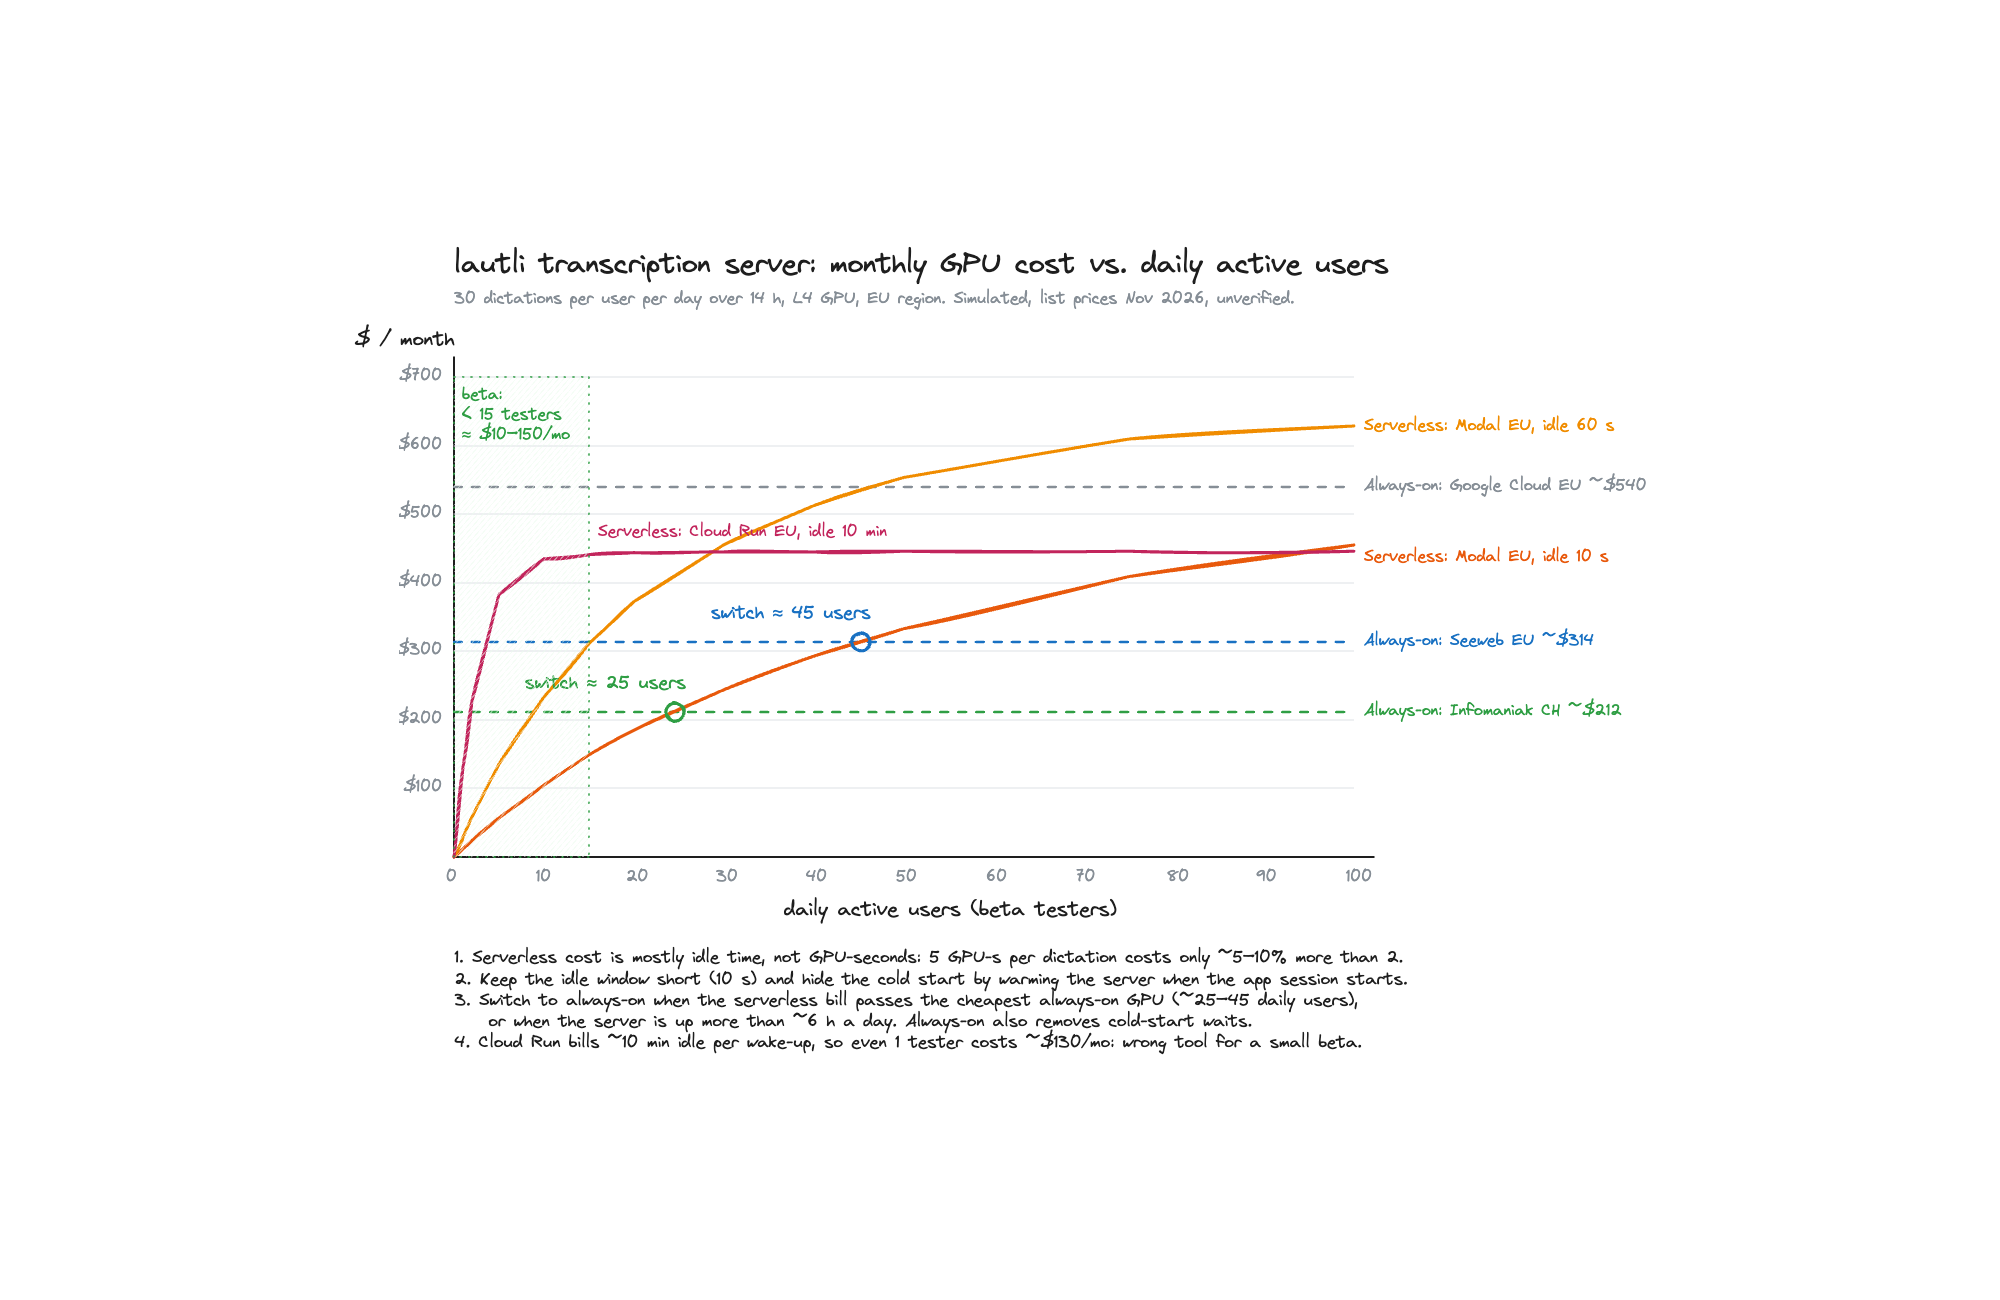 lautli transcription server: monthly GPU cost vs. daily active users
30 dictations per user per day over 14 h, L4 GPU, EU region. Simulated, list prices Nov 2026, unverified.
$ / month
$700
beta:
< 15 testers
≈ $10–150/mo
$600
$500
$400
$300
$200
$100
Serverless: Modal EU, idle 60 s
Always-on: Google Cloud EU ~$540
Serverless: Cloud Run EU, idle 10 min
Serverless: Modal EU, idle 10 s
switch ≈ 45 users
Always-on: Seeweb EU ~$314
switch ≈ 25 users
Always-on: Infomaniak CH ~$212
0 10 20 30 40 50 60 70 80 90 100
daily active users (beta testers)
1. Serverless cost is mostly idle time, not GPU-seconds: 5 GPU-s per dictation costs only ~5–10% more than 2.
2. Keep the idle window short (10 s) and hide the cold start by warming the server when the app session starts.
3. Switch to always-on when the serverless bill passes the cheapest always-on GPU (~25–45 daily users),
or when the server is up more than ~6 h a day. Always-on also removes cold-start waits.
4. Cloud Run bills ~10 min idle per wake-up, so even 1 tester costs ~$130/mo: wrong tool for a small beta.